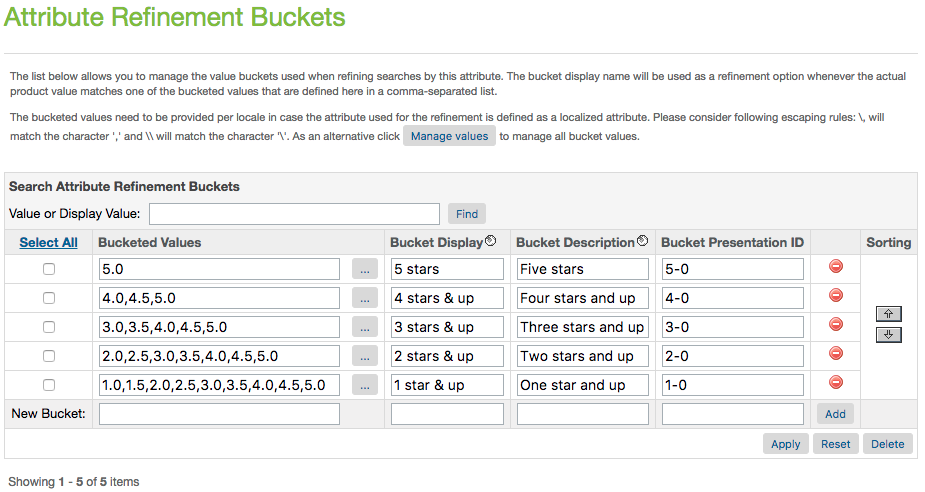 Attribute Refinement Buckets
The list below allows you to manage the value buckets used when refining searches by this attribute. The bucket display name will be used as a refinement option whenever the actual
product value matches one of the bucketed values that are defined here in a comma-separated list.
The bucketed values need to be provided per locale in case the attribute used for the refinement is defined as a localized attribute. Please consider following escaping rules: \, will
match the character ',' and \\ will match the character '\'. As an alternative click Manage values to manage all bucket values.
Search Attribute Refinement Buckets
Value or Display Value: Find
Select All Bucketed Values Bucket Display Bucket Description Bucket Presentation ID Sorting
5.0 ... 5 stars Five stars 5-0
4.0,4.5,5.0 ... 4 stars & up Four stars and up 4-0
3.0,3.5,4.0,4.5,5.0 ... 3 stars & up Three stars and up 3-0
2.0,2.5,3.0,3.5,4.0,4.5,5.0 ... 2 stars & up Two stars and up 2-0
1.0,1.5,2.0,2.5,3.0,3.5,4.0,4.5,5.0 ... 1 star & up One star and up 1-0
New Bucket: Add
Apply Reset Delete
Showing 1 - 5 of 5 items